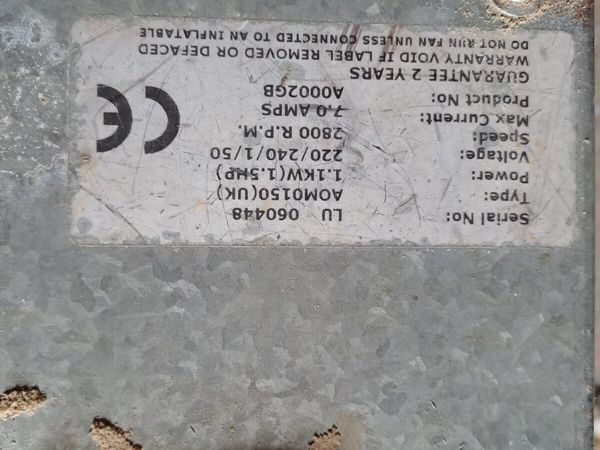 Serial No: LU 060448
Type: AOM0150(UK)
Power: 1.1KW(1.5HP)
Voltage: 220/240/1/50
Speed: 2800 R.P.M.
Max Current: 7.0 AMPS
Product No: A0002GB
GUARANTEE 2 YEARS
WARRANTY VOID IF LABEL REMOVED OR DEFACED
DO NOT RUN FAN UNLESS CONNECTED TO AN INFLATABLE
CE